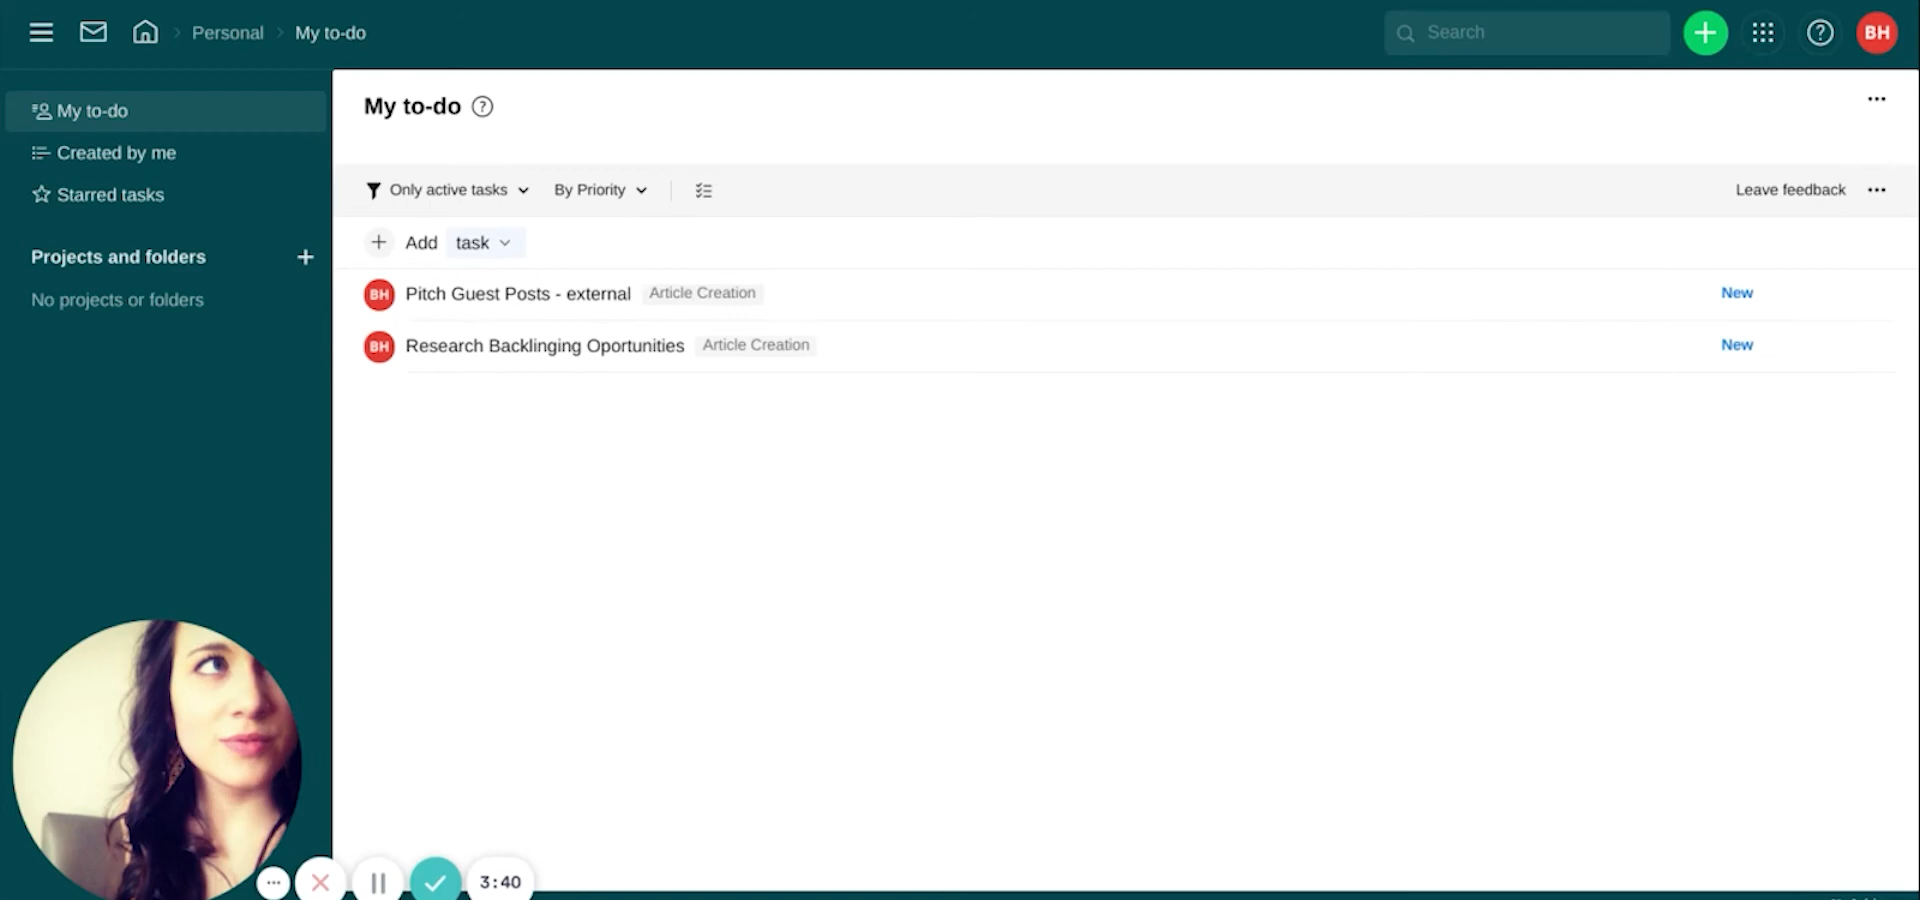 Personal My to-do Search BH
My to-do
Created by me
Starred tasks
Projects and folders
No projects or folders
My to-do
Only active tasks By Priority Leave feedback
Add task
BH Pitch Guest Posts - external Article Creation New
BH Research Backlinging Oportunities Article Creation New
3:40